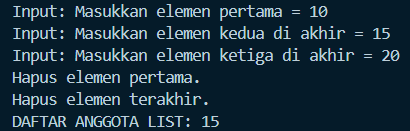 Input: Masukkan elemen pertama = 10
Input: Masukkan elemen kedua di akhir = 15
Input: Masukkan elemen ketiga di akhir = 20
Hapus elemen pertama.
Hapus elemen terakhir.
DAFTAR ANGGOTA LIST: 15